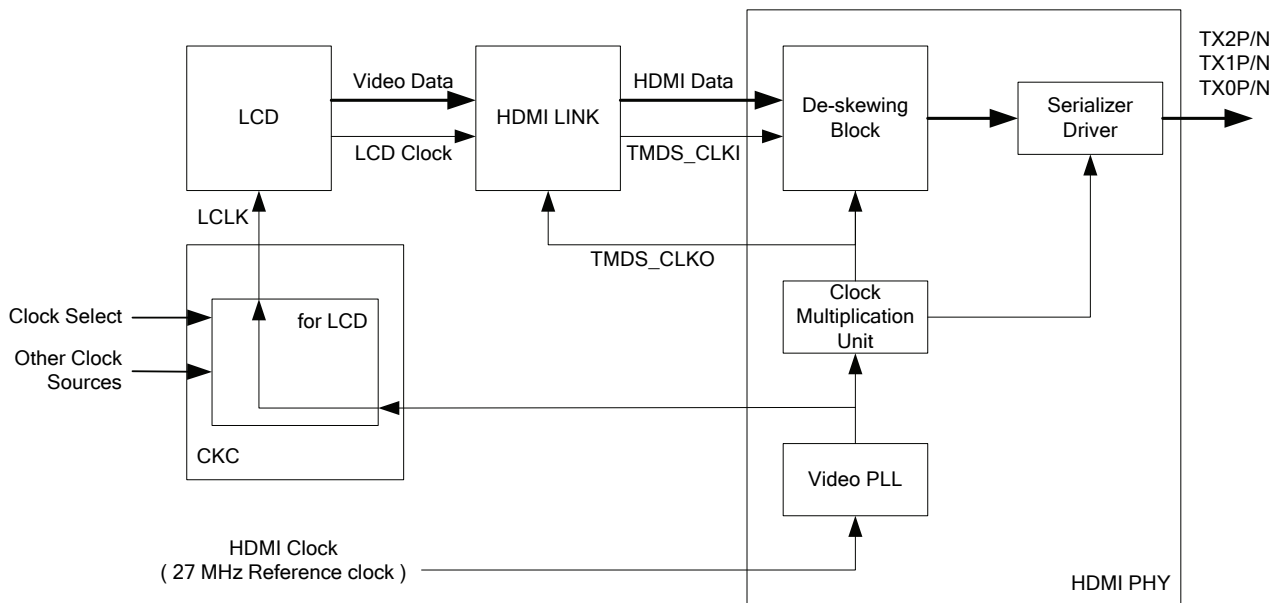 TX2P/N
TX1P/N
TX0P/N
LCD
Video Data
LCD Clock
HDMI LINK
HDMI Data
TMDS_CLKI
De-skewing
Block
Serializer
Driver
LCLK
TMDS_CLKO
Clock Select
Other Clock
Sources
for LCD
CKC
Clock
Multiplication
Unit
Video PLL
HDMI Clock
( 27 MHz Reference clock )
HDMI PHY